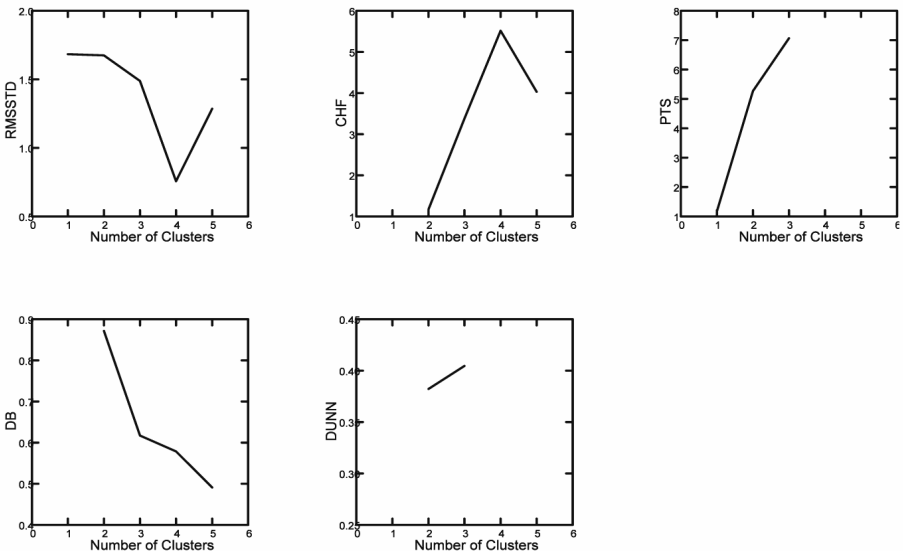 2.0
1.5
1.0
0.5
RMSSTD
0 1 2 3 4 5 6
Number of Clusters
6
5
4
3
2
1
CHF
0 1 2 3 4 5 6
Number of Clusters
8
7
6
5
4
3
2
1
PTS
0 1 2 3 4 5 6
Number of Clusters
0.9
0.8
0.7
0.6
0.5
0.4
DB
0 1 2 3 4 5 6
Number of Clusters
0.45
0.40
0.35
0.30
0.25
DUNN
0 1 2 3 4 5 6
Number of Clusters